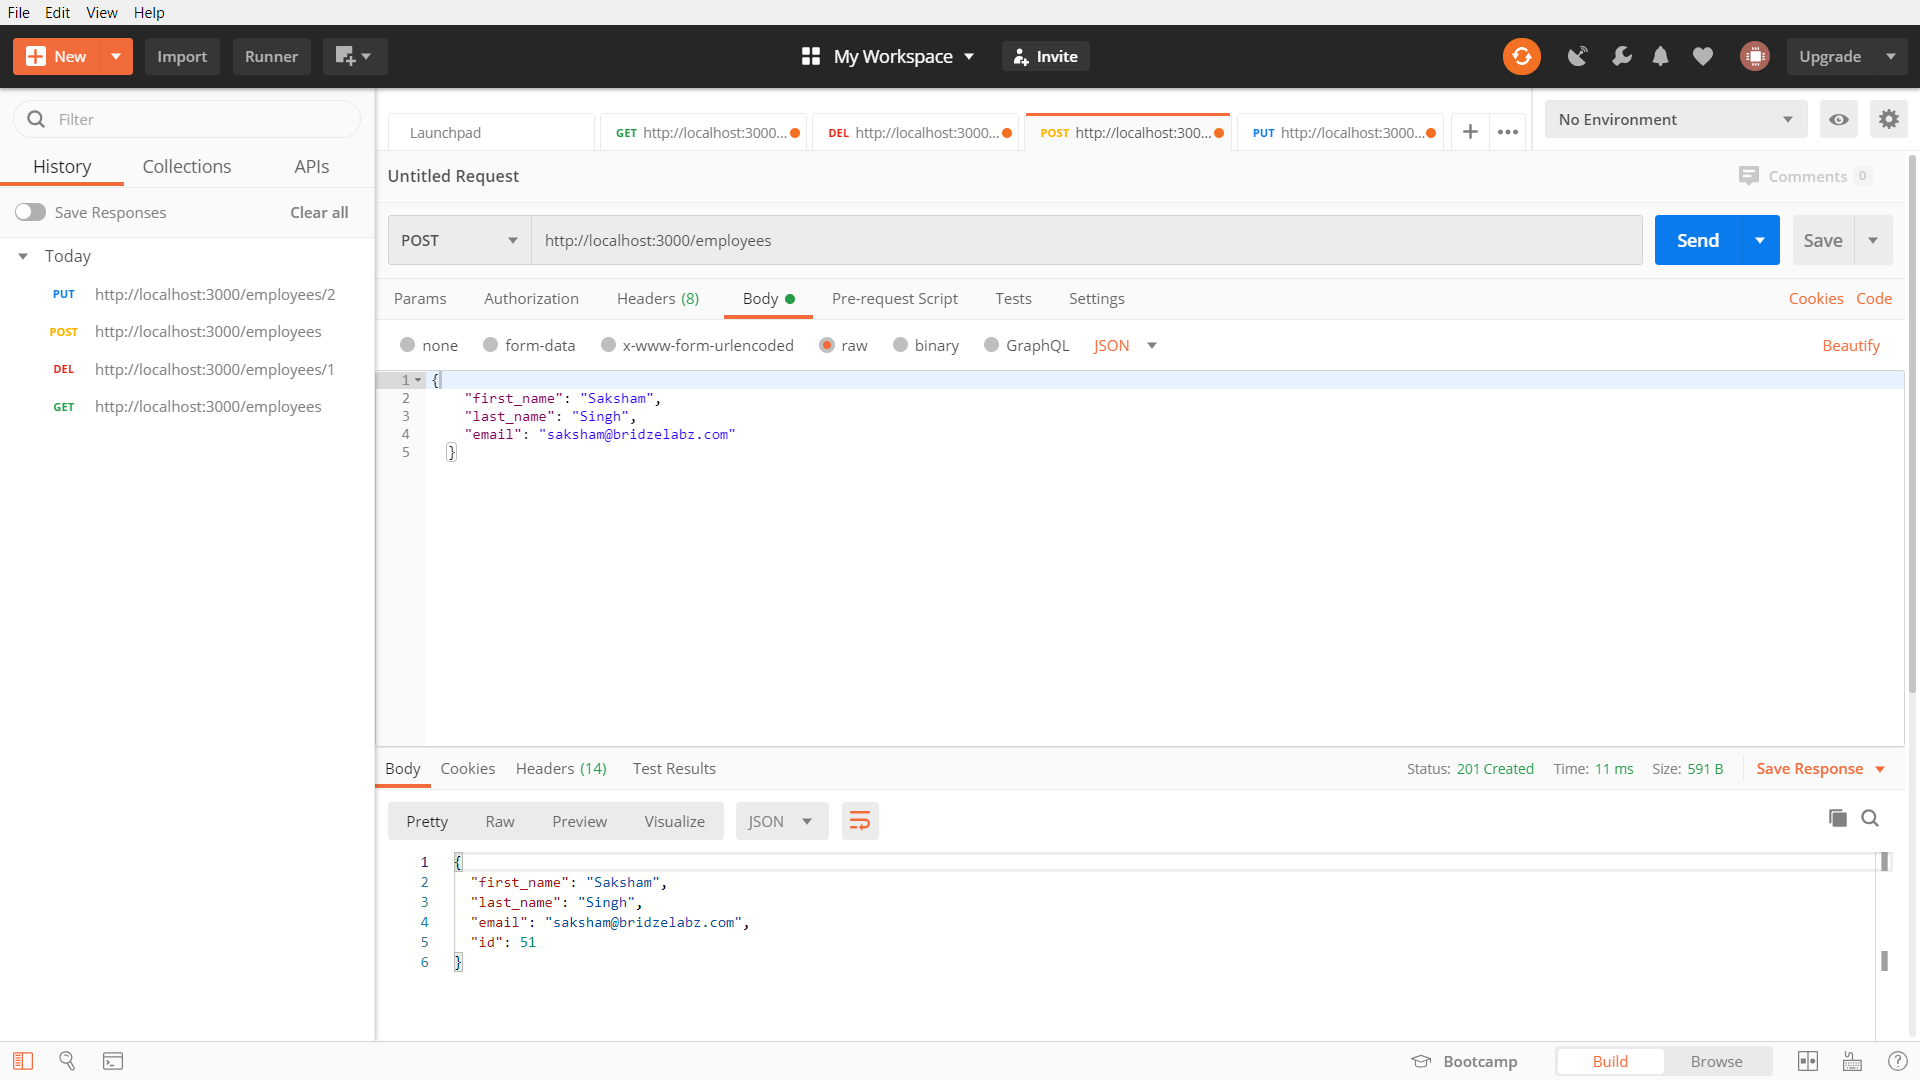 File Edit View Help
New Import Runner My Workspace Invite Upgrade
Filter
Launchpad GET http://localhost:3000... DEL http://localhost:3000... POST http://localhost:300... PUT http://localhost:3000... No Environment
History Collections APIs
Untitled Request Comments 0
Save Responses Clear all
POST http://localhost:3000/employees Send Save
Today
PUT http://localhost:3000/employees/2
POST http://localhost:3000/employees
DEL http://localhost:3000/employees/1
GET http://localhost:3000/employees
Params Authorization Headers (8) Body Pre-request Script Tests Settings Cookies Code
none form-data x-www-form-urlencoded raw binary GraphQL JSON Beautify
1 {
2 "first_name": "Saksham",
3 "last_name": "Singh",
4 "email": "saksham@bridzelabz.com"
5 }
Body Cookies Headers (14) Test Results Status: 201 Created Time: 11 ms Size: 591 B Save Response
Pretty Raw Preview Visualize JSON
1 {
2 "first_name": "Saksham",
3 "last_name": "Singh",
4 "email": "saksham@bridzelabz.com",
5 "id": 51
6 }
Bootcamp Build Browse